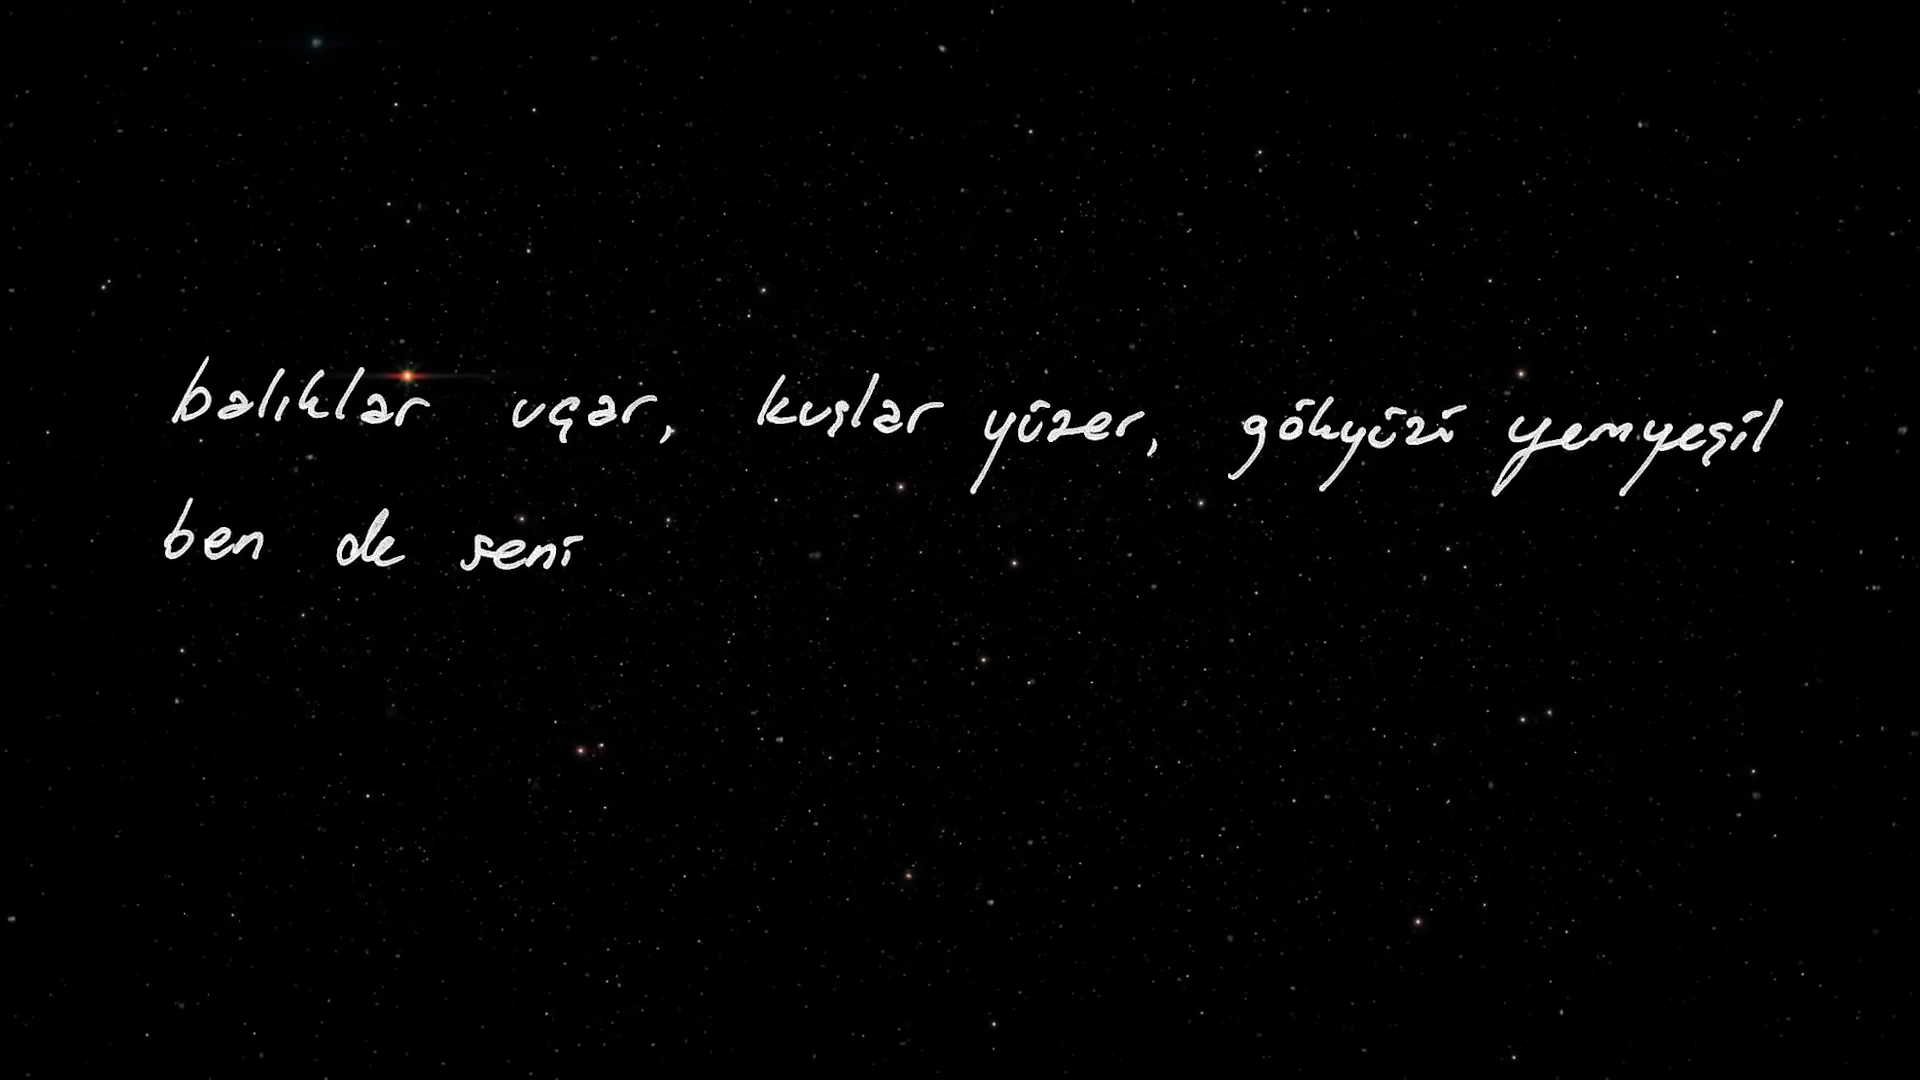 balıklar uçar, kuşlar yüzer, gökyüzü yemyeşil
ben de seni